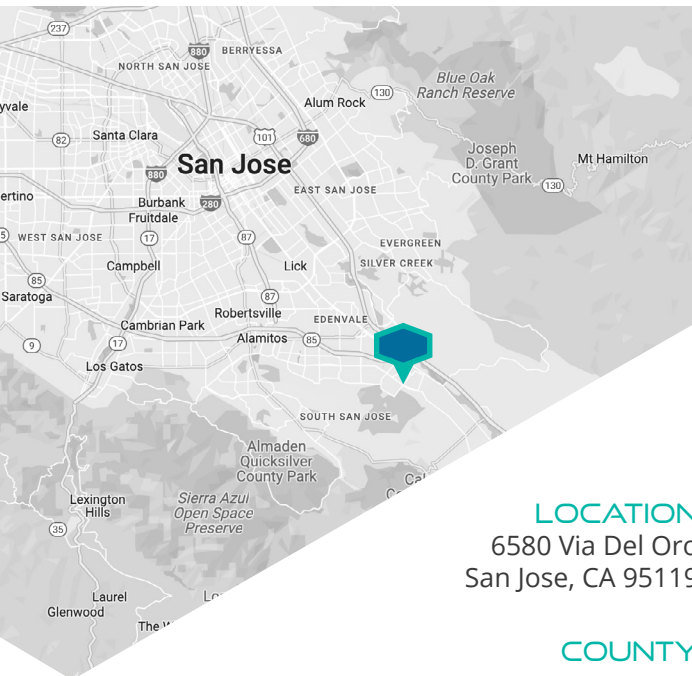 237
880
BERRYESSA
NORTH SAN JOSE
Blue Oak
Ranch Reserve
130
yvale
Alum Rock
82
Santa Clara
101
680
Joseph
D. Grant
County Park
Mt Hamilton
San Jose
880
130
EAST SAN JOSE
ertino
Burbank
280
Fruitdale
5
WEST SAN JOSE
17
87
EVERGREEN
SILVER CREEK
Campbell
Lick
85
Saratoga
87
Robertsville
EDENVALE
Cambrian Park
Alamitos
85
9
17
Los Gatos
SOUTH SAN JOSE
Almaden
Quicksilver
County Park
Sierra Azul
Open Space
Preserve
Lexington
Hills
35
LOCATION
6580 Via Del Oro
San Jose, CA 95119
Laurel
Glenwood
The
COUNTY